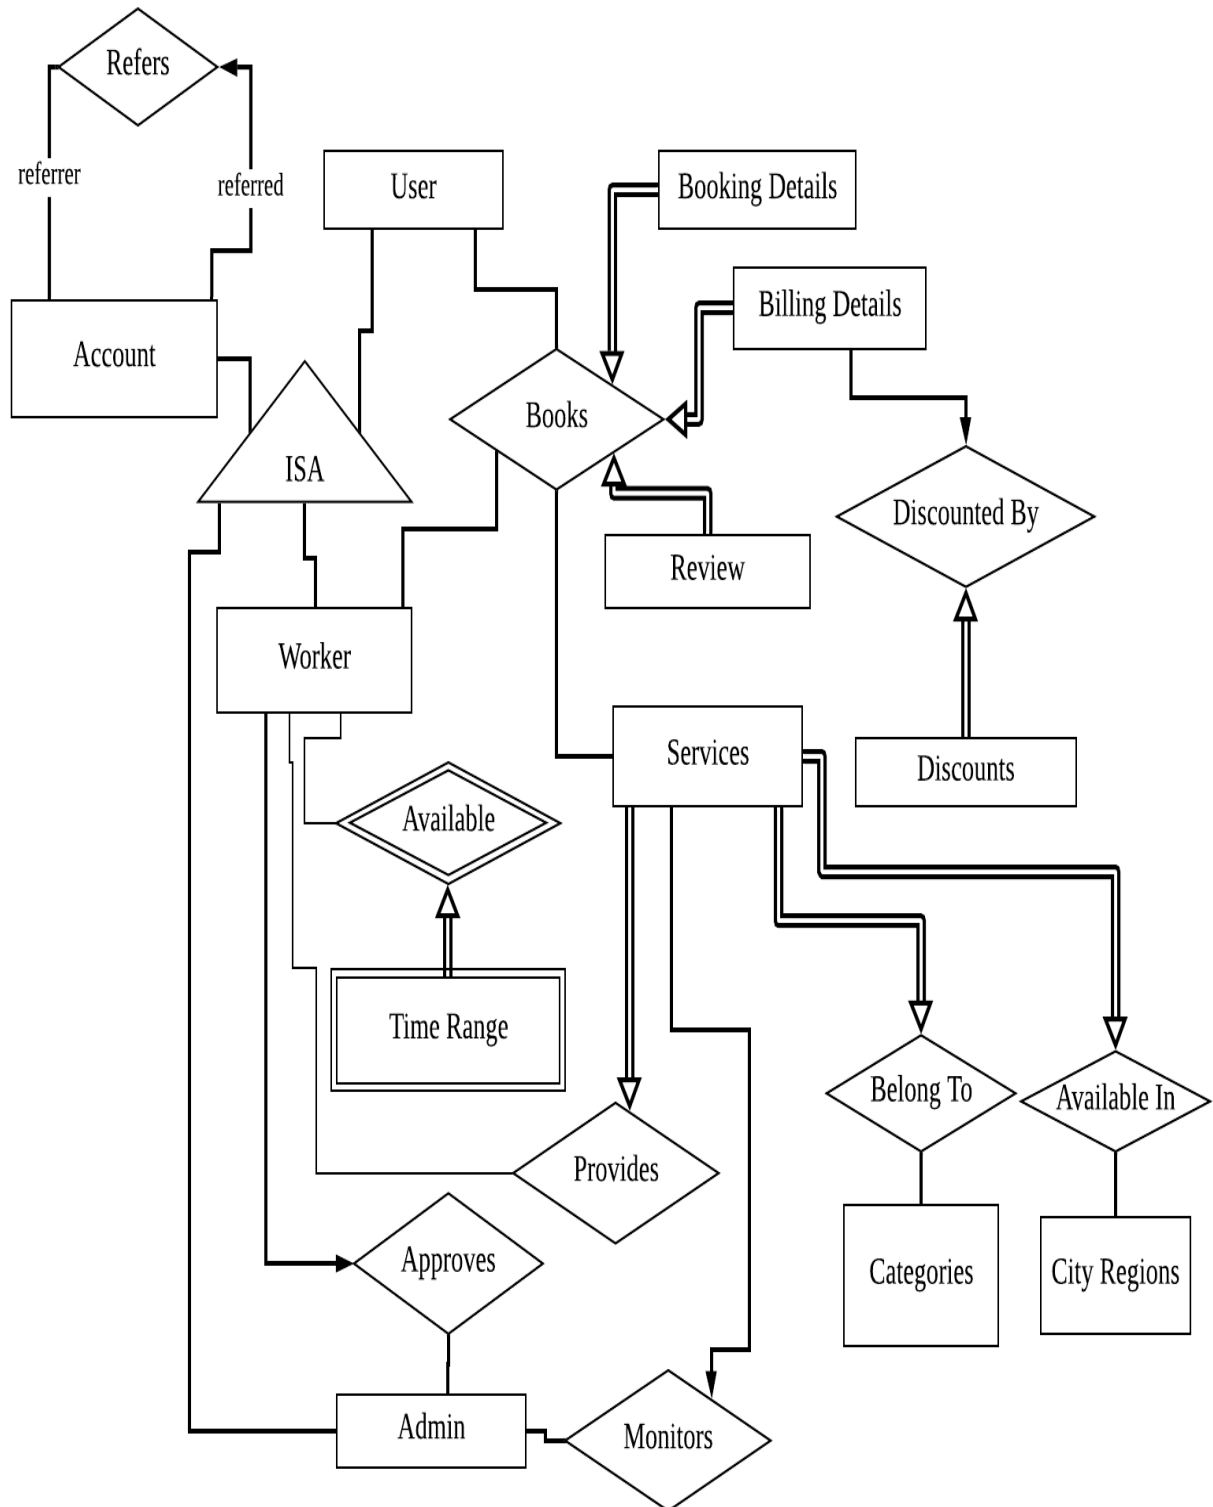 Refers
referrer
referred
User
Booking Details
Billing Details
Account
Books
ISA
Discounted By
Review
Worker
Services
Discounts
Available
Time Range
Belong To
Available In
Provides
Approves
Categories
City Regions
Admin
Monitors